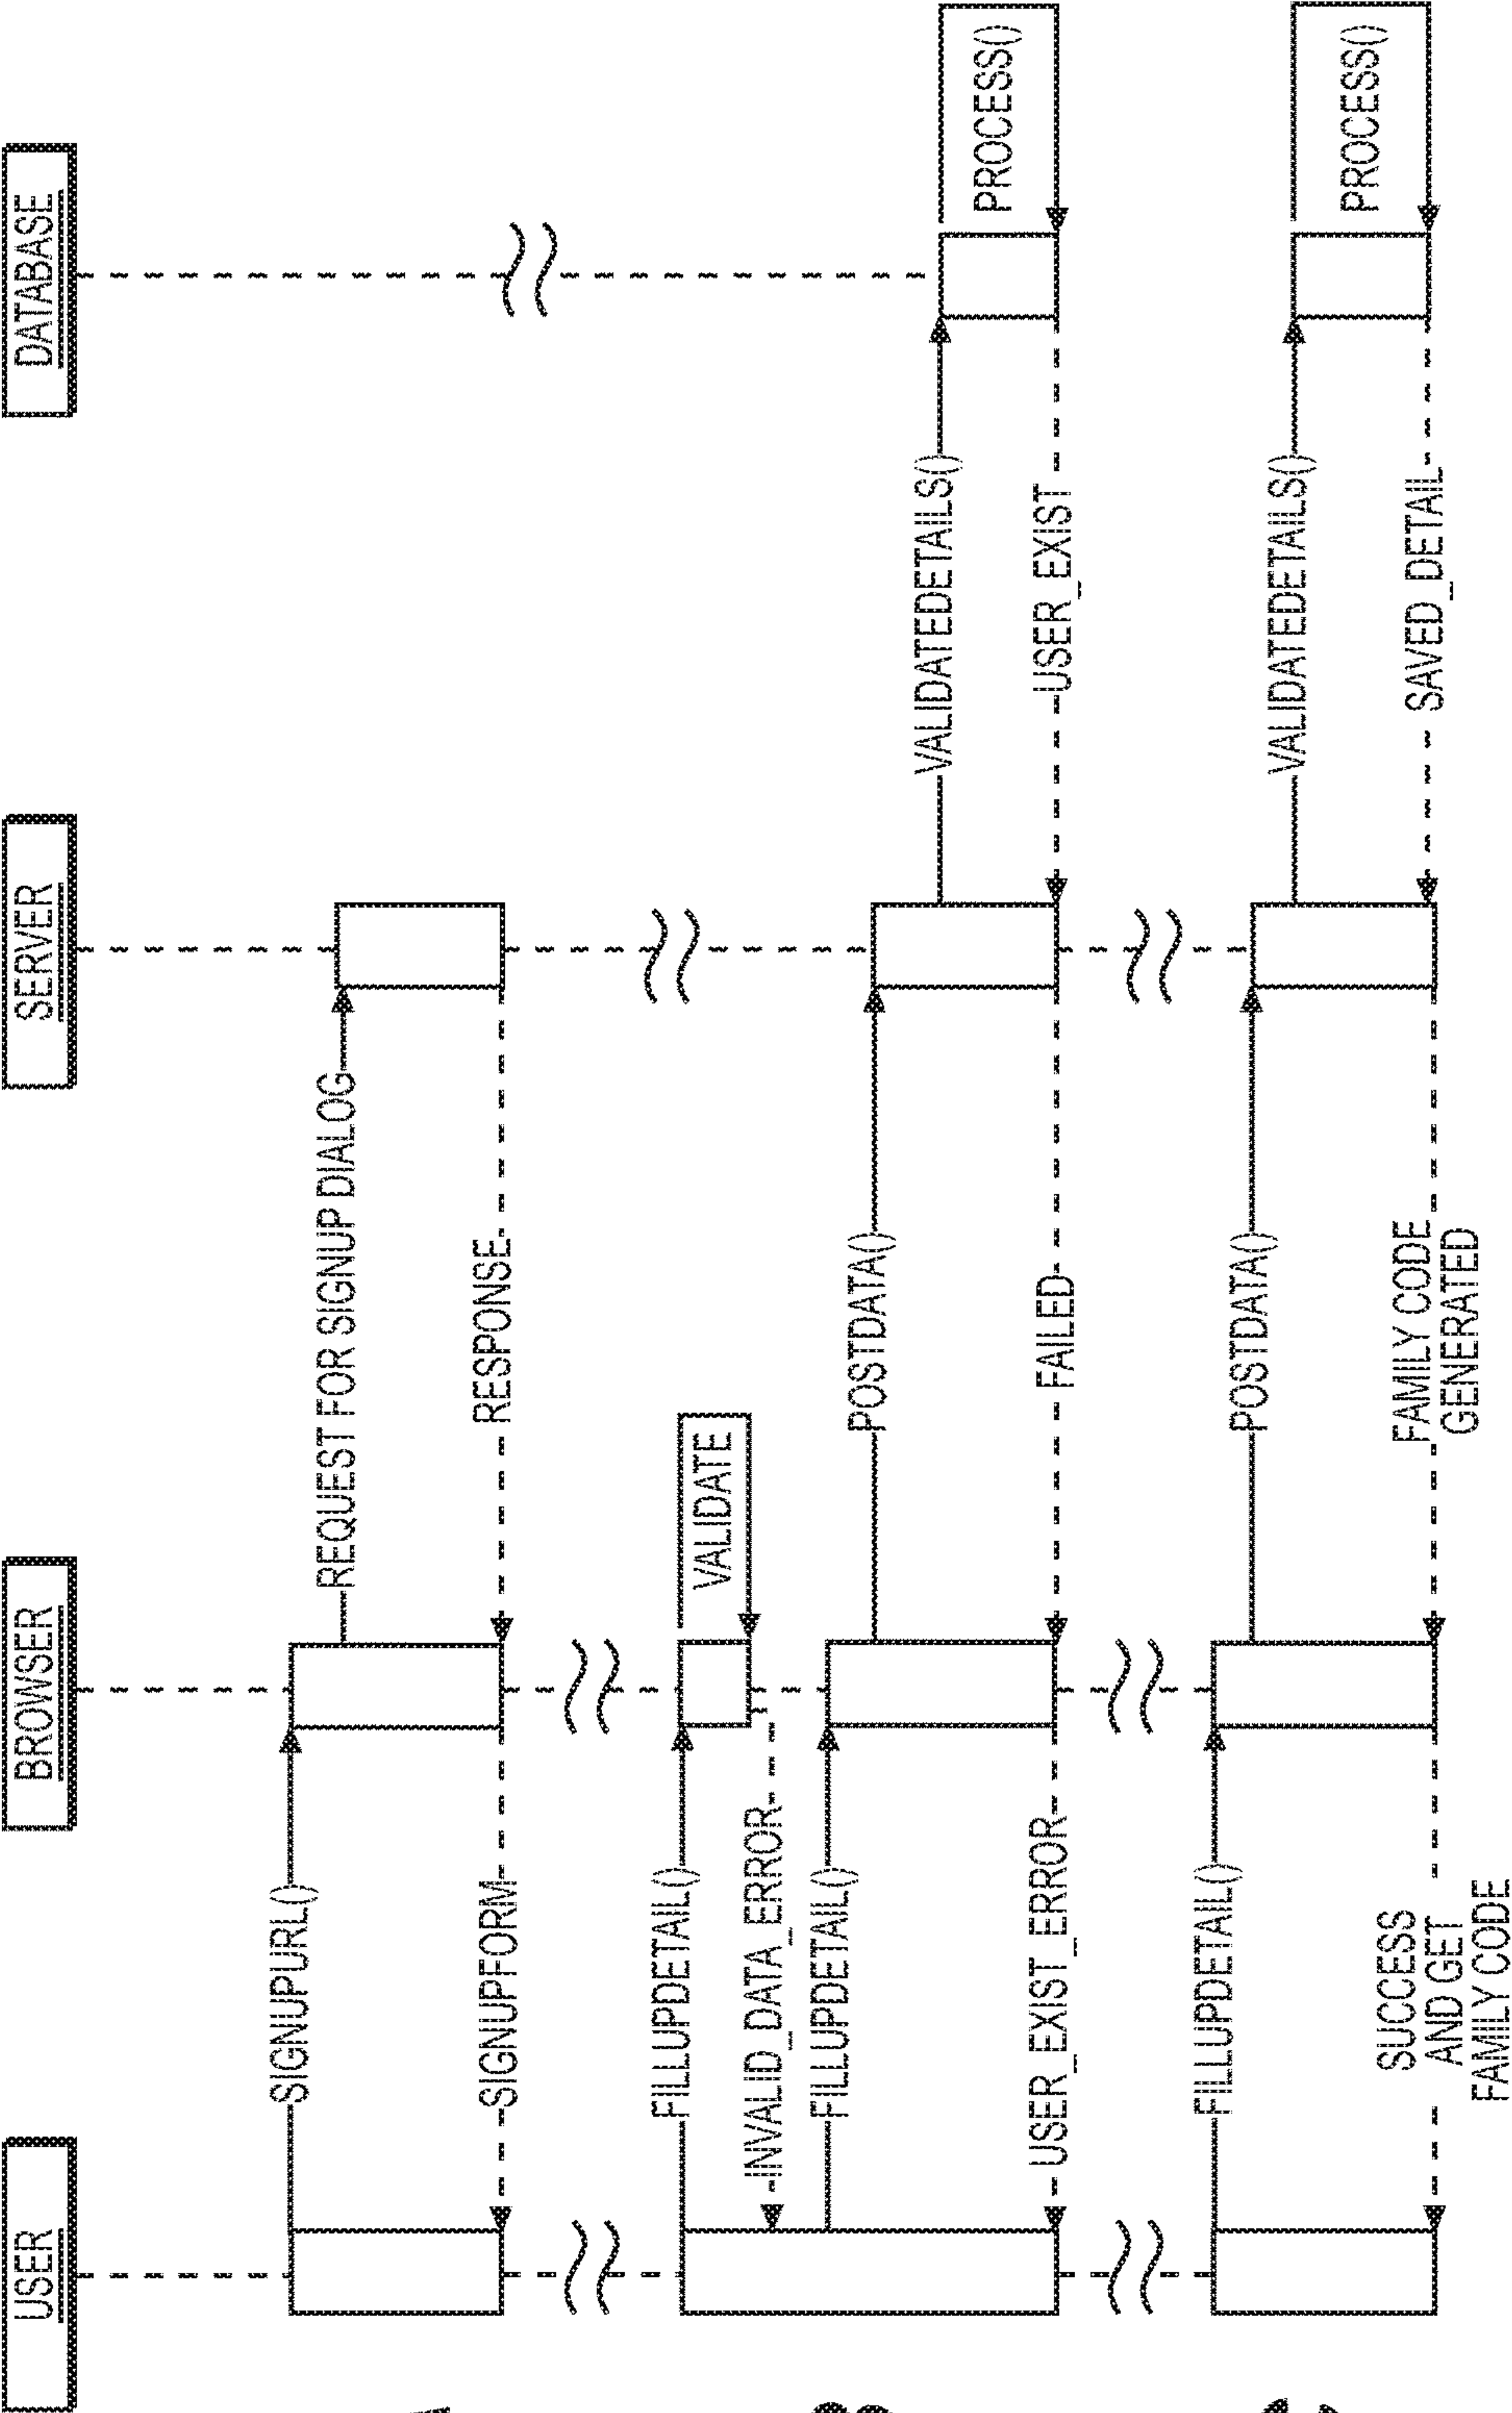 USER
BROWSER
SERVER
DATABASE
SIGNUPURL()
REQUEST FOR SIGNUP DIALOG
RESPONSE
SIGNUPFORM
FILLUPDETAIL()
VALIDATE
INVALID_DATA_ERROR
FILLUPDETAIL()
POSTDATA()
VALIDATEDETAILS()
PROCESS()
USER_EXIST
FAILED
USER_EXIST_ERROR
FILLUPDETAIL()
POSTDATA()
VALIDATEDETAILS()
PROCESS()
SAVED_DETAIL
FAMILY CODE
GENERATED
SUCCESS
AND GET
FAMILY CODE